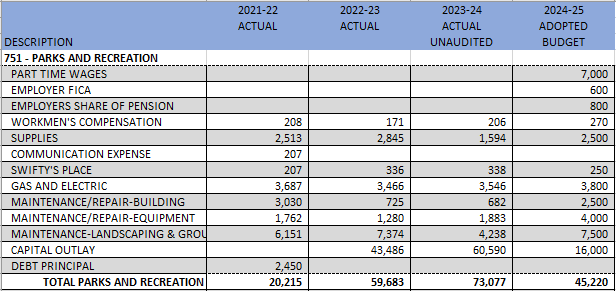 2021-22 2022-23 2023-24 2024-25
ACTUAL ACTUAL ACTUAL ADOPTED
DESCRIPTION UNAUDITED BUDGET
751 - PARKS AND RECREATION
PART TIME WAGES 7,000
EMPLOYER FICA 600
EMPLOYERS SHARE OF PENSION 800
WORKMEN'S COMPENSATION 208 171 206 270
SUPPLIES 2,513 2,845 1,594 2,500
COMMUNICATION EXPENSE 207
SWIFTY'S PLACE 207 336 338 250
GAS AND ELECTRIC 3,687 3,466 3,546 3,800
MAINTENANCE/REPAIR-BUILDING 3,030 725 682 2,500
MAINTENANCE/REPAIR-EQUIPMENT 1,762 1,280 1,883 4,000
MAINTENANCE-LANDSCAPING & GROU 6,151 7,374 4,238 7,500
CAPITAL OUTLAY 43,486 60,590 16,000
DEBT PRINCIPAL 2,450
TOTAL PARKS AND RECREATION 20,215 59,683 73,077 45,220